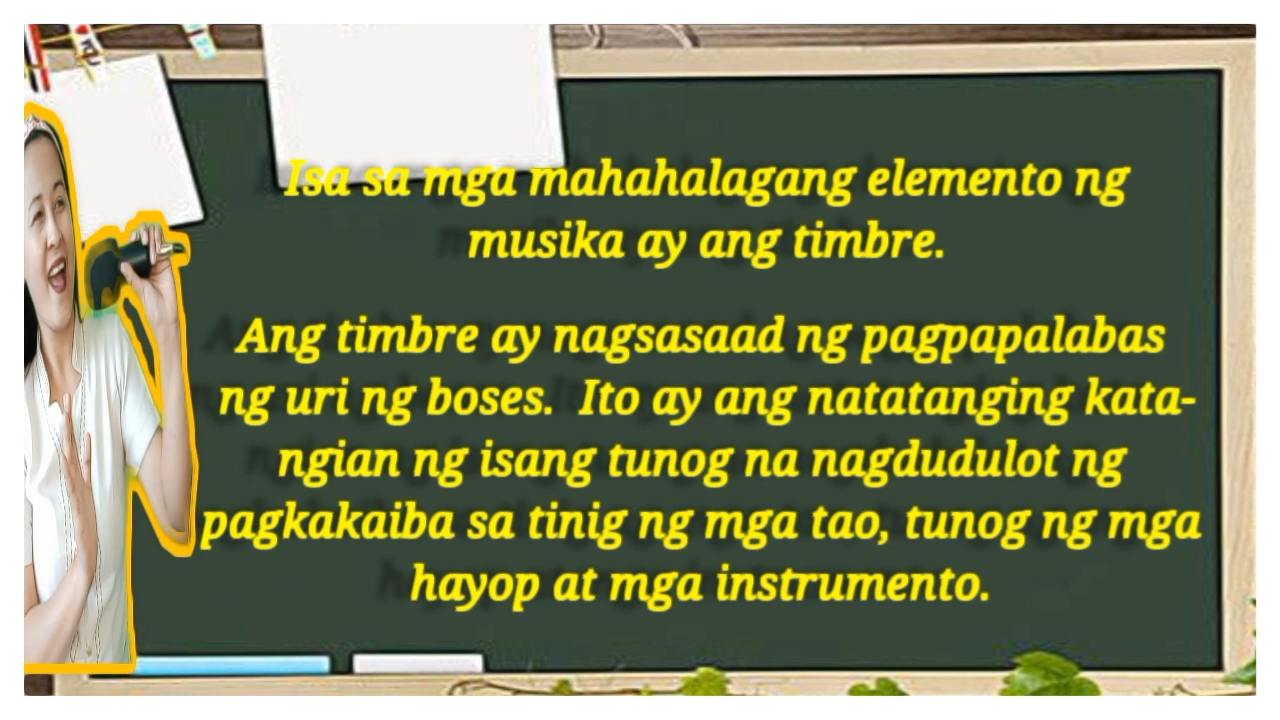 Isa sa mga mahahalagang elemento ng
musika ay ang timbre.
Ang timbre ay nagsasaad ng pagpapalabas
ng uri ng boses. Ito ay ang natatanging kata-
ngian ng isang tunog na nagdudulot ng
pagkakaiba sa tinig ng mga tao, tunog ng mga
hayop at mga instrumento.